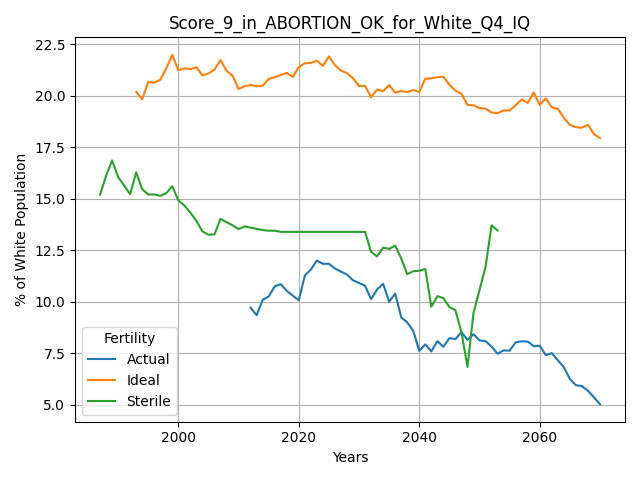 Score_9_in_ABORTION_OK_for_White_Q4_IQ
22.5
20.0
17.5
15.0
12.5
10.0
7.5
5.0
% of White Population
Fertility
Actual
Ideal
Sterile
2000 2020 2040 2060
Years